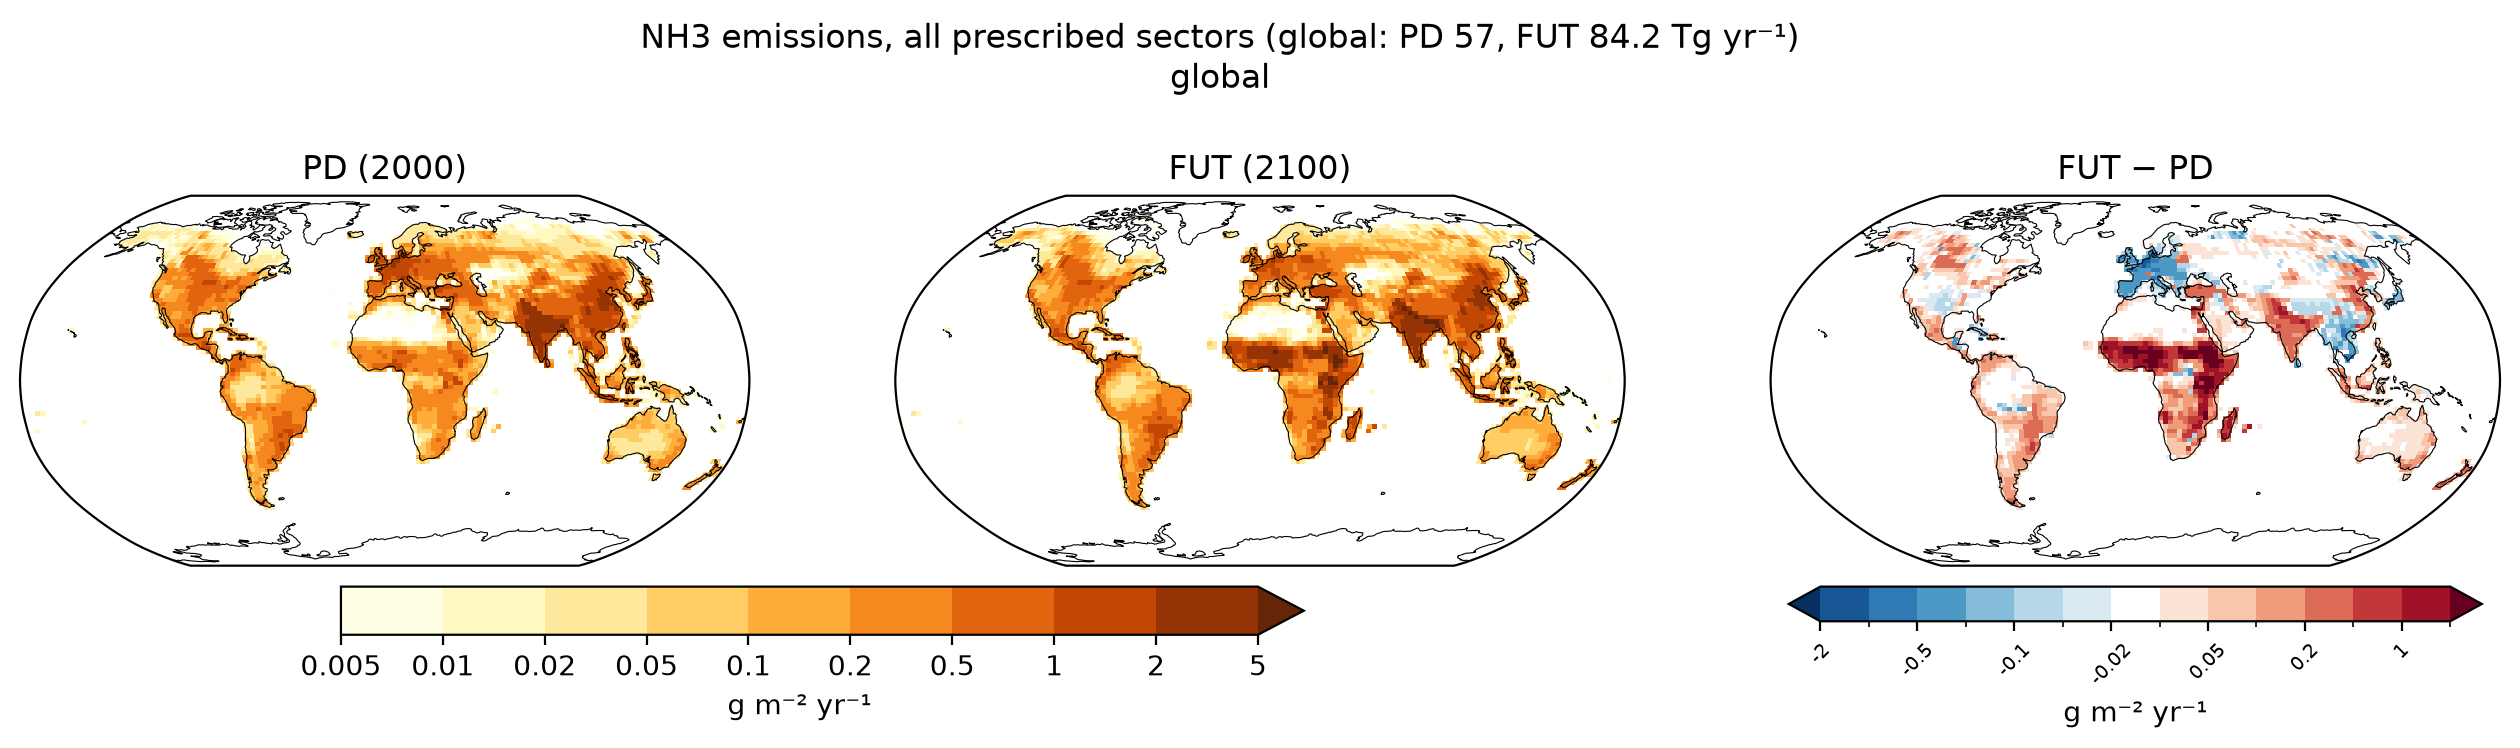 NH3 emissions, all prescribed sectors (global: PD 57, FUT 84.2 Tg yr⁻¹)
global
PD (2000)
FUT (2100)
FUT − PD
0.005 0.01 0.02 0.05 0.1 0.2 0.5 1 2 5
g m⁻² yr⁻¹
-2 -0.5 -0.1 -0.02 0.05 0.2 1
g m⁻² yr⁻¹